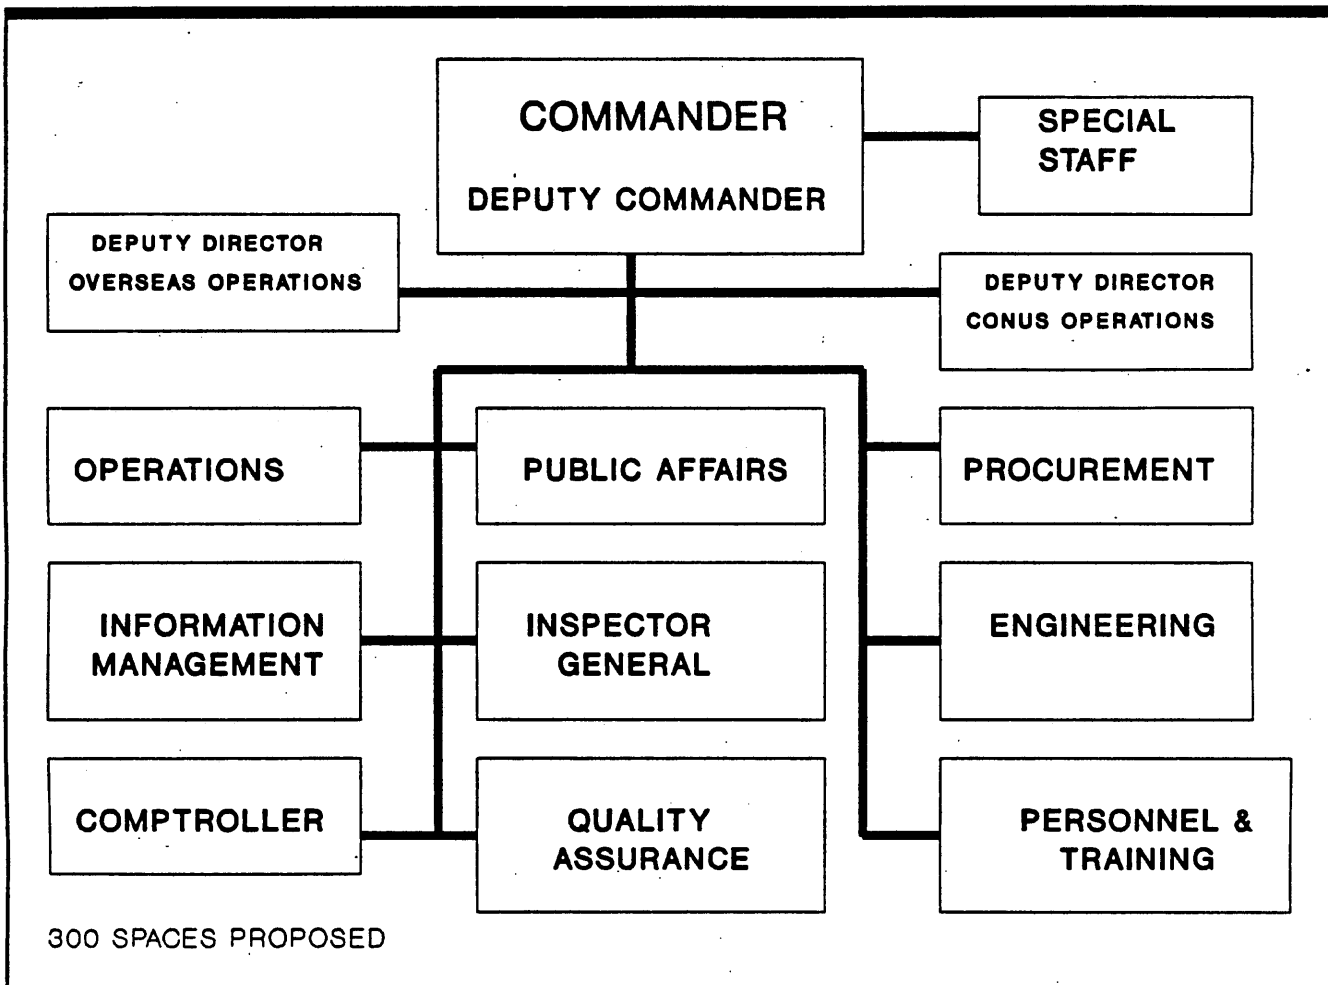 COMMANDER
DEPUTY COMMANDER
SPECIAL
STAFF
DEPUTY DIRECTOR
OVERSEAS OPERATIONS
DEPUTY DIRECTOR
CONUS OPERATIONS
OPERATIONS
PUBLIC AFFAIRS
PROCUREMENT
INFORMATION
MANAGEMENT
INSPECTOR
GENERAL
ENGINEERING
COMPTROLLER
QUALITY
ASSURANCE
PERSONNEL &
TRAINING
300 SPACES PROPOSED